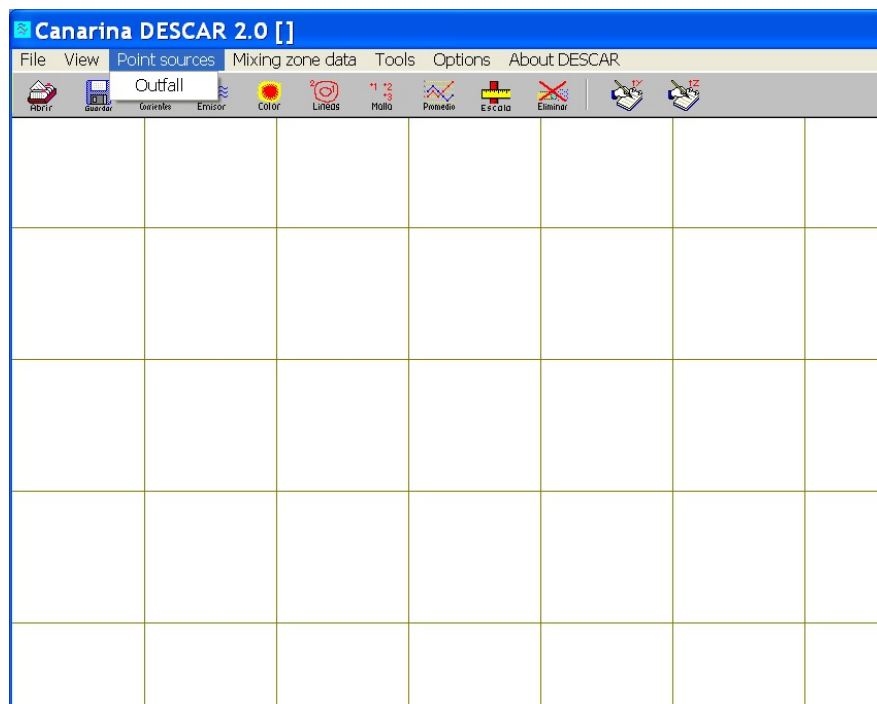 Canarina DESCAR 2.0 []
File View Point sources Mixing zone data Tools Options About DESCAR
Outfall
Abrir Guardar Corrientes Emisor Color Lineas Malla Promedio Escala Eliminar